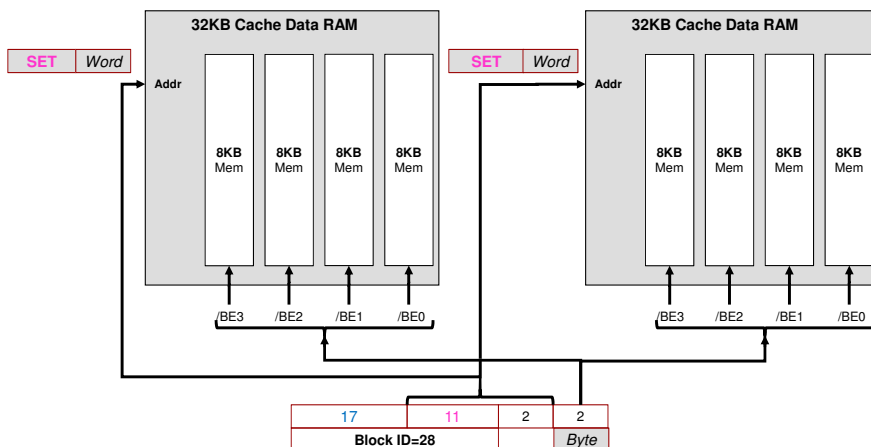 32KB Cache Data RAM
32KB Cache Data RAM
SET Word
SET Word
Addr
Addr
8KB Mem
8KB Mem
8KB Mem
8KB Mem
8KB Mem
8KB Mem
8KB Mem
8KB Mem
/BE3 /BE2 /BE1 /BE0
/BE3 /BE2 /BE1 /BE0
17 11 2 2
Block ID=28 Byte